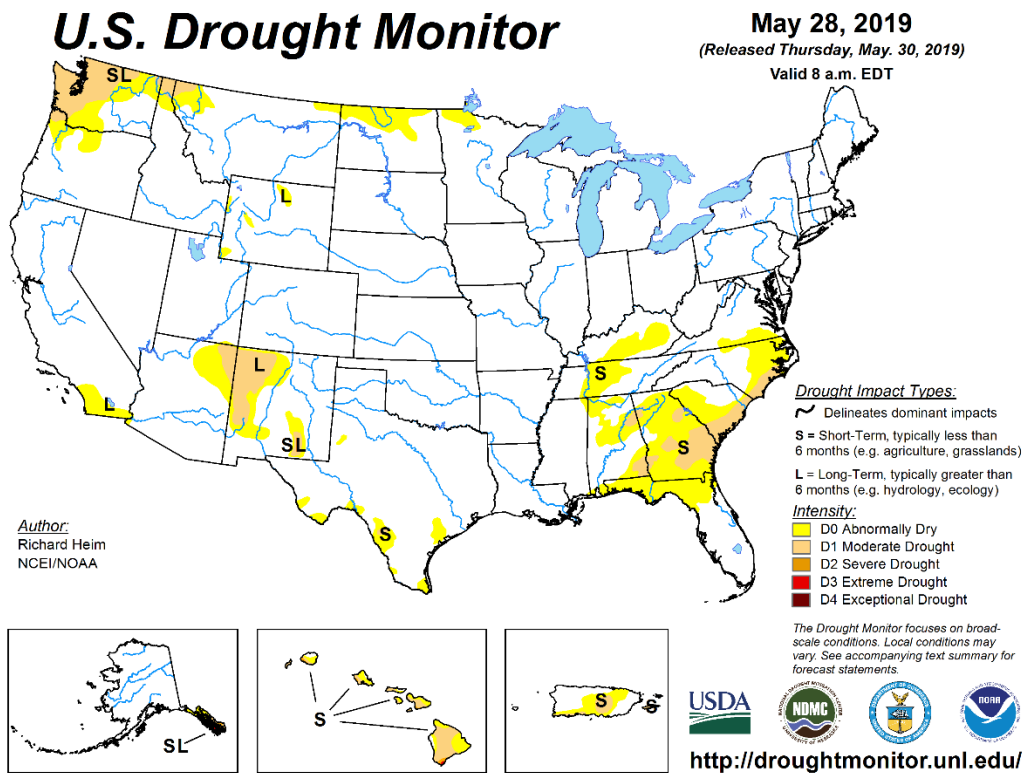 U.S. Drought Monitor
May 28, 2019
(Released Thursday, May. 30, 2019)
Valid 8 a.m. EDT
SL
L
L
L
SL
S
S
S
Author:
Richard Heim
NCEI/NOAA
Drought Impact Types:
Delineates dominant impacts
S = Short-Term, typically less than
6 months (e.g. agriculture, grasslands)
L = Long-Term, typically greater than
6 months (e.g. hydrology, ecology)
Intensity:
D0 Abnormally Dry
D1 Moderate Drought
D2 Severe Drought
D3 Extreme Drought
D4 Exceptional Drought
The Drought Monitor focuses on broad-
scale conditions. Local conditions may
vary. See accompanying text summary for
forecast statements.
SL
S
S
S
USDA
NDMC
NOAA
http://droughtmonitor.unl.edu/